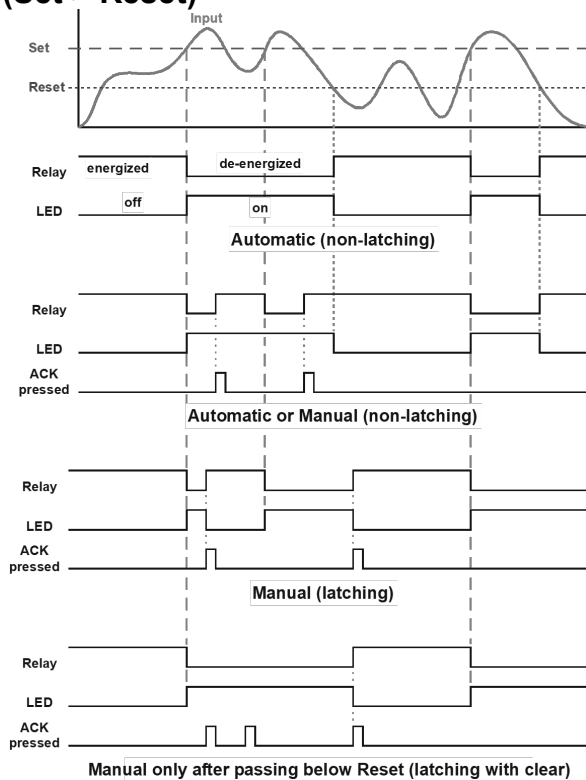 (Set > Reset)
Input
Set
Reset
Relay energized de-energized
LED off on
Automatic (non-latching)
Relay
LED
ACK
pressed
Automatic or Manual (non-latching)
Relay
LED
ACK
pressed
Manual (latching)
Relay
LED
ACK
pressed
Manual only after passing below Reset (latching with clear)